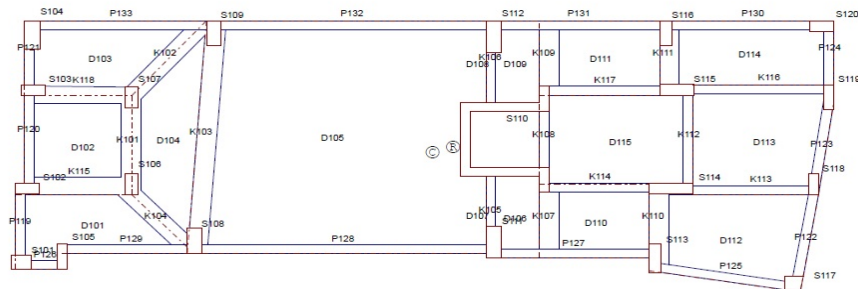 S104 P133 S109 P132 S112 P131 S116 P130 S120
P121 D103 K102 D108 K106 D109 K109 D111 K111 D114 P124
S103 K118 S107 K117 S115 K116 S119
P120 D102 K101 D104 K103 D105 S110 K108 D115 K112 D113 P123
© ®
S102 K115 S106 K114 S114 K113 S118
P119 D101 K104 S108 D107 K105 D106 K107 D110 K110 D112 P122
S101 S105 P129 P128 S111 P127 S113
P126 P125 S117